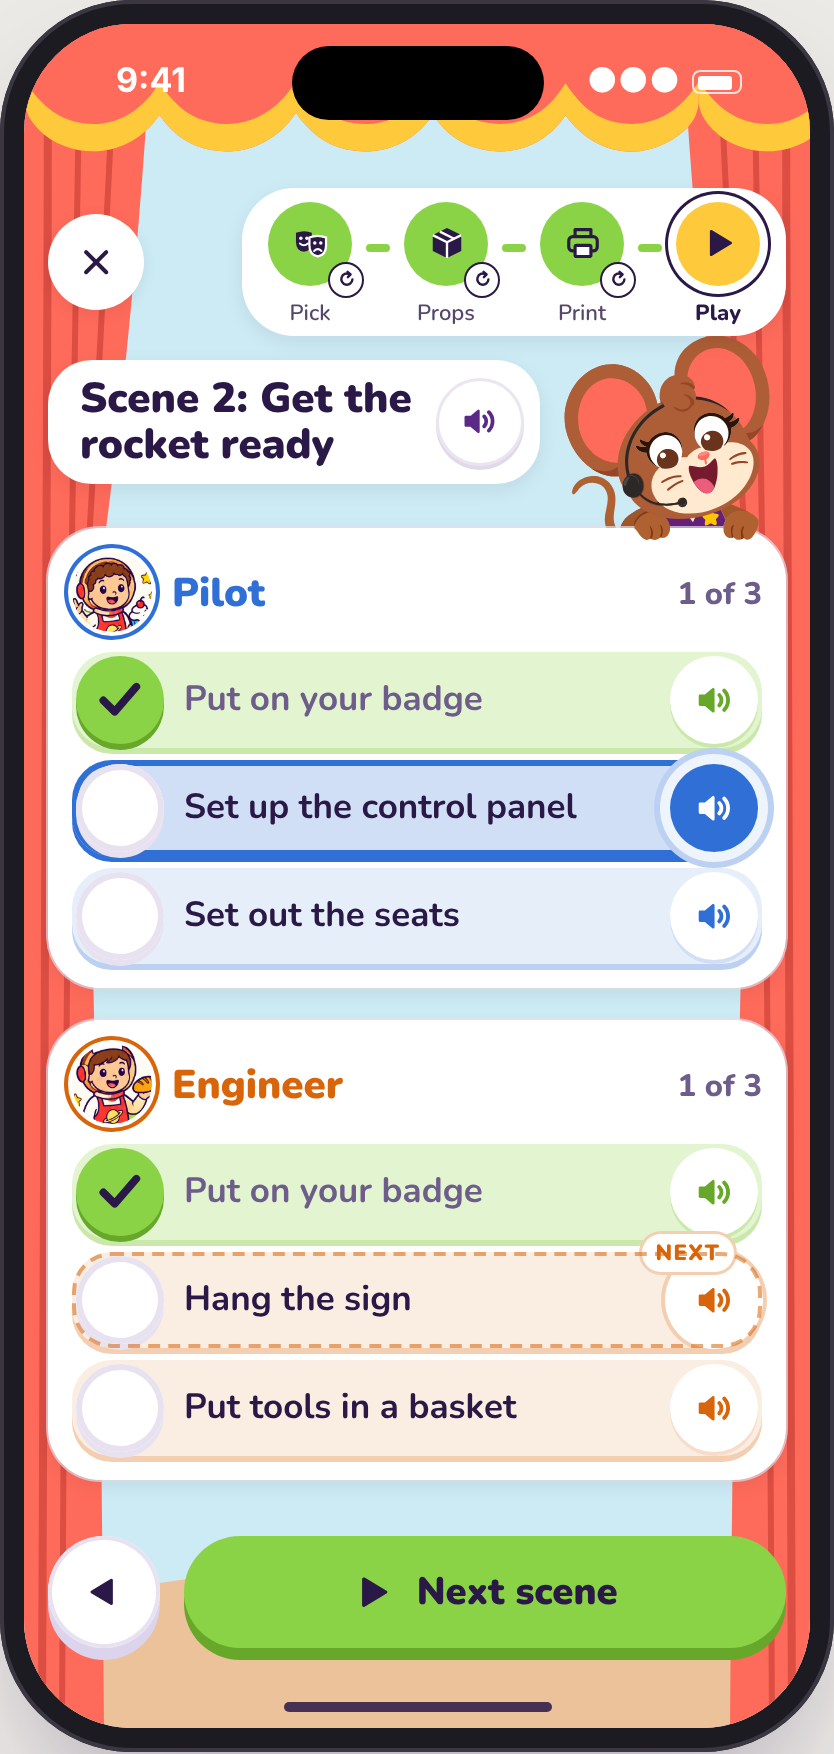 9:41
Pick
Props
Print
Play
Scene 2: Get the
rocket ready
Pilot
1 of 3
Put on your badge
Set up the control panel
Set out the seats
Engineer
1 of 3
Put on your badge
NEXT
Hang the sign
Put tools in a basket
Next scene